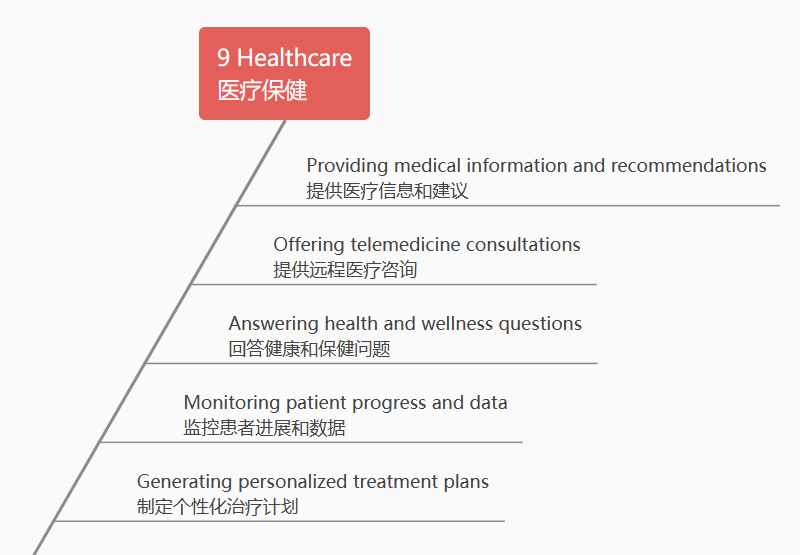 9 Healthcare
医疗保健
Providing medical information and recommendations
提供医疗信息和建议
Offering telemedicine consultations
提供远程医疗咨询
Answering health and wellness questions
回答健康和保健问题
Monitoring patient progress and data
监控患者进展和数据
Generating personalized treatment plans
制定个性化治疗计划